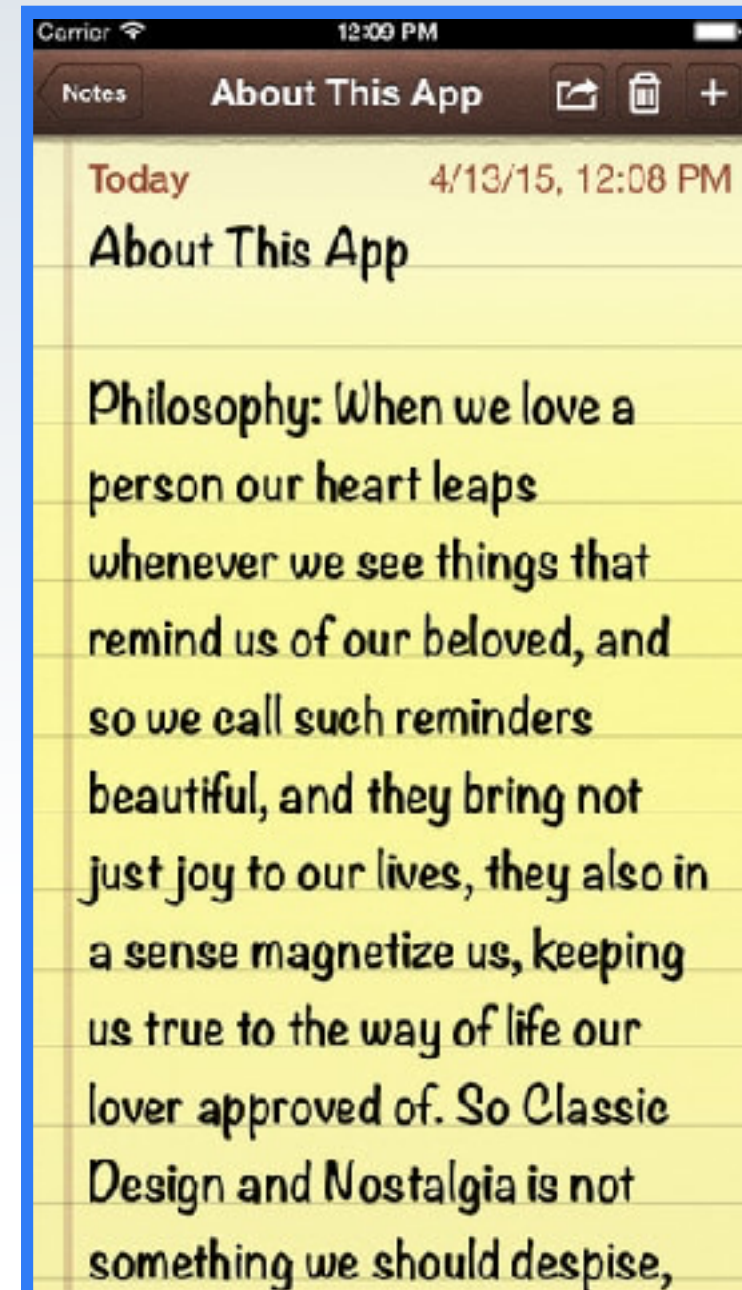 Carrier 12:09 PM
Notes About This App +
Today 4/13/15, 12:08 PM
About This App
Philosophy: When we love a
person our heart leaps
whenever we see things that
remind us of our beloved, and
so we call such reminders
beautiful, and they bring not
just joy to our lives, they also in
a sense magnetize us, keeping
us true to the way of life our
lover approved of. So Classic
Design and Nostalgia is not
something we should despise,